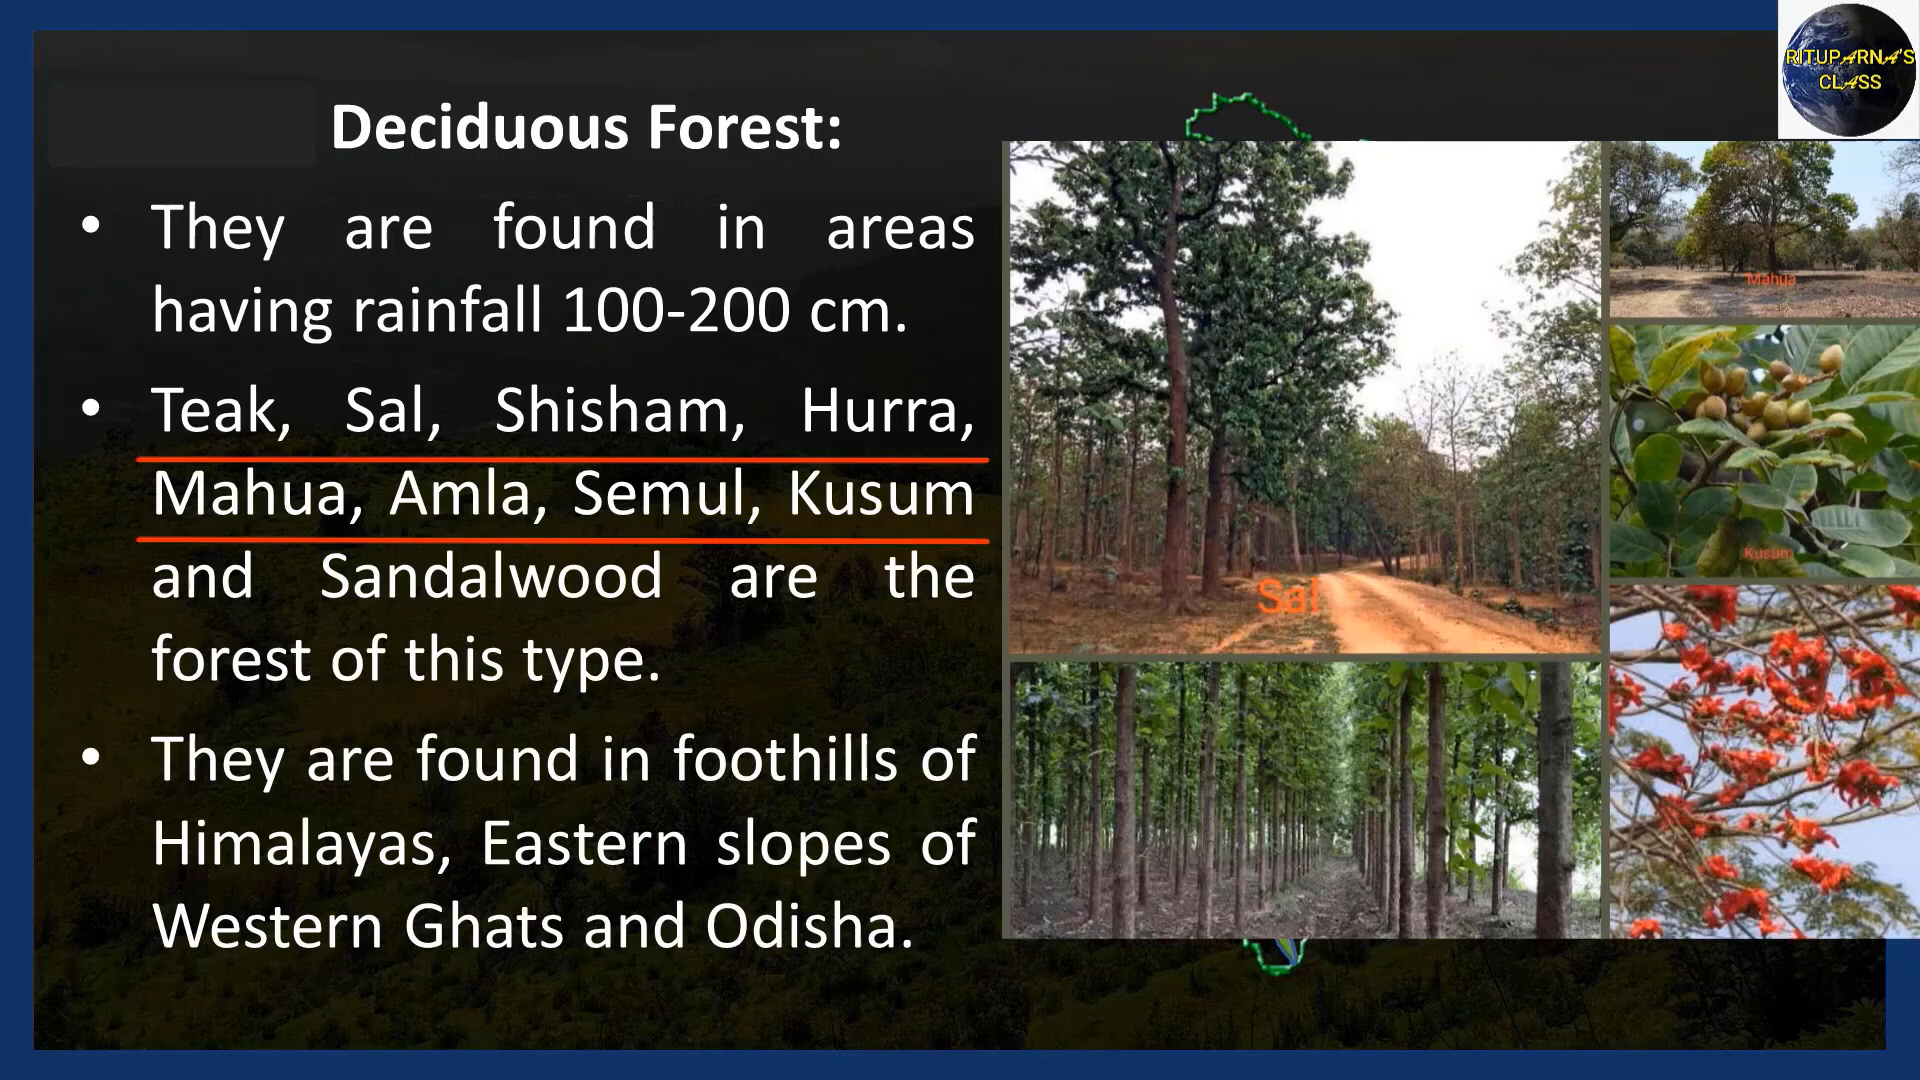 RITUPARNA'S
CLASS
Deciduous Forest:
• They are found in areas
having rainfall 100-200 cm.
• Teak, Sal, Shisham, Hurra,
Mahua, Amla, Semul, Kusum
and Sandalwood are the
forest of this type.
• They are found in foothills of
Himalayas, Eastern slopes of
Western Ghats and Odisha.
Mahua
Kusum
Sal